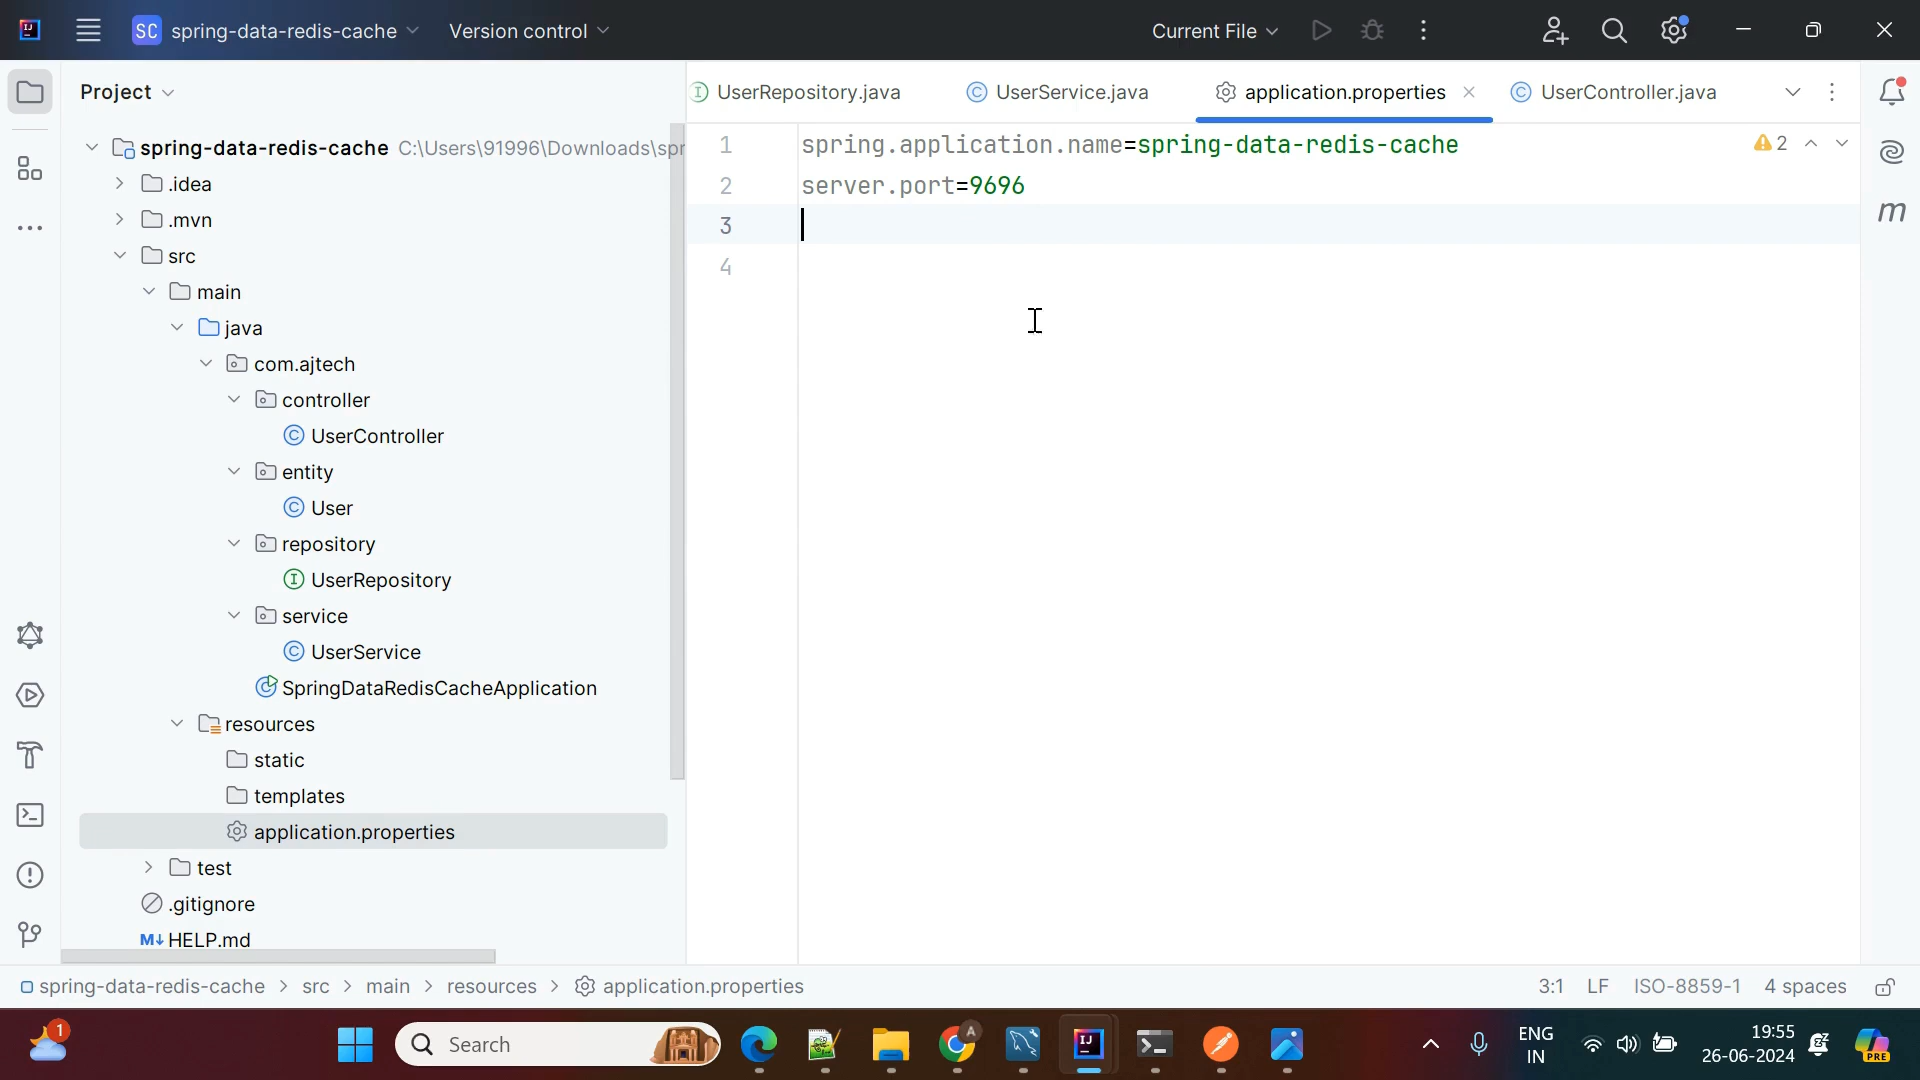 SC spring-data-redis-cache Version control Current File
Project
UserRepository.java UserService.java application.properties UserController.java
spring-data-redis-cache C:\Users\91996\Downloads\spr
.idea
.mvn
src
main
java
com.ajtech
controller
UserController
entity
User
repository
UserRepository
service
UserService
SpringDataRedisCacheApplication
resources
static
templates
application.properties
test
.gitignore
M↓ HELP.md
1 spring.application.name=spring-data-redis-cache
2 server.port=9696
3
4
2
m
spring-data-redis-cache > src > main > resources > application.properties
3:1 LF ISO-8859-1 4 spaces
1
Search
A
IJ
ENG
IN
19:55
26-06-2024
PRE